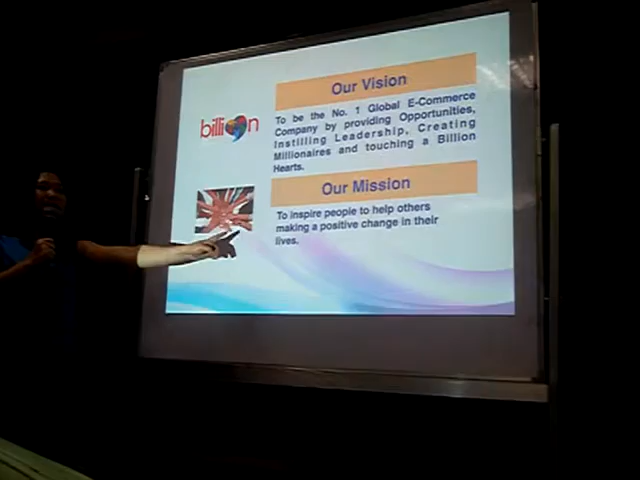 Our Vision
billion
To be the No. 1 Global E-Commerce
Company by providing Opportunities,
Instilling Leadership, Creating
Millionaires and touching a Billion
Hearts.
Our Mission
To inspire people to help others
making a positive change in their
lives.